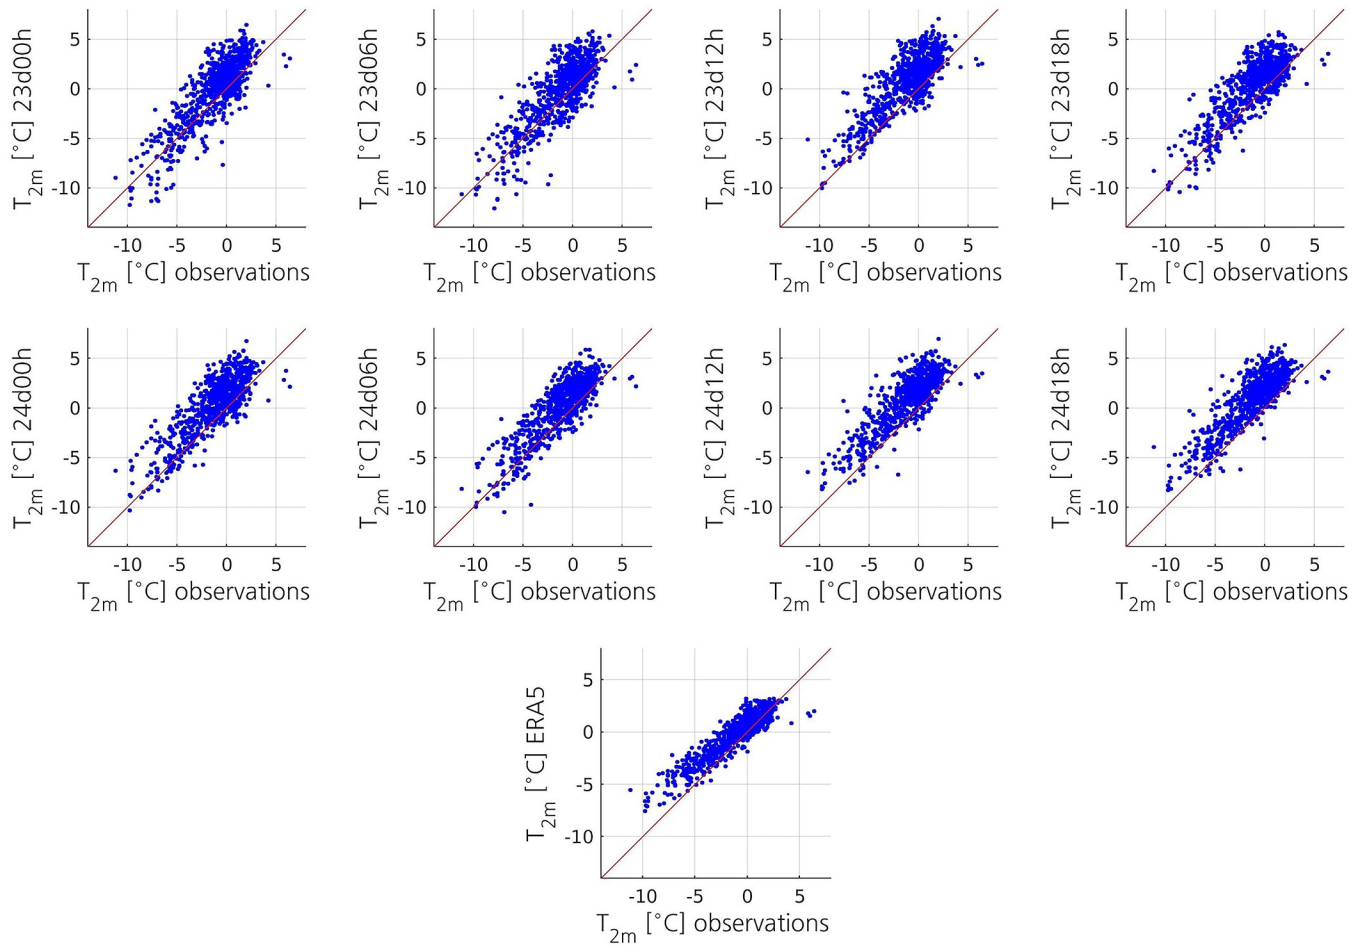 T2m [°C] 23d00h
5
0
-5
-10
-10 -5 0 5
T2m [°C] observations
T2m [°C] 23d06h
5
0
-5
-10
-10 -5 0 5
T2m [°C] observations
T2m [°C] 23d12h
5
0
-5
-10
-10 -5 0 5
T2m [°C] observations
T2m [°C] 23d18h
5
0
-5
-10
-10 -5 0 5
T2m [°C] observations
T2m [°C] 24d00h
5
0
-5
-10
-10 -5 0 5
T2m [°C] observations
T2m [°C] 24d06h
5
0
-5
-10
-10 -5 0 5
T2m [°C] observations
T2m [°C] 24d12h
5
0
-5
-10
-10 -5 0 5
T2m [°C] observations
T2m [°C] 24d18h
5
0
-5
-10
-10 -5 0 5
T2m [°C] observations
T2m [°C] ERA5
5
0
-5
-10
-10 -5 0 5
T2m [°C] observations